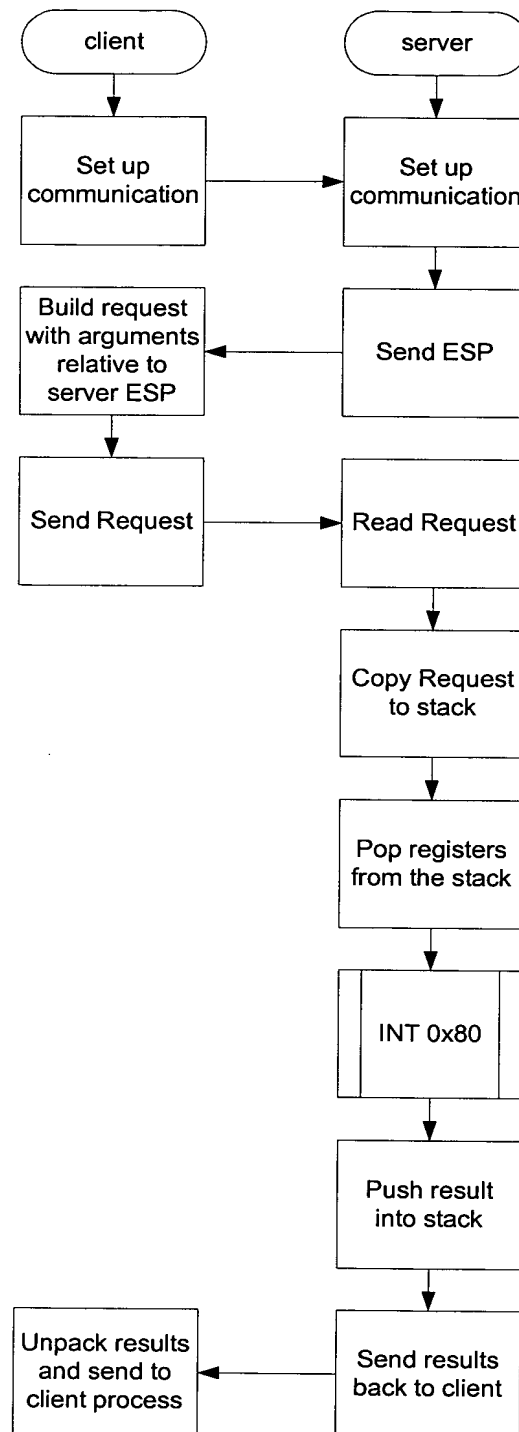 client
server
Set up
communication
Set up
communication
Build request
with arguments
relative to
server ESP
Send ESP
Send Request
Read Request
Copy Request
to stack
Pop registers
from the stack
INT 0x80
Push result
into stack
Unpack results
and send to
client process
Send results
back to client